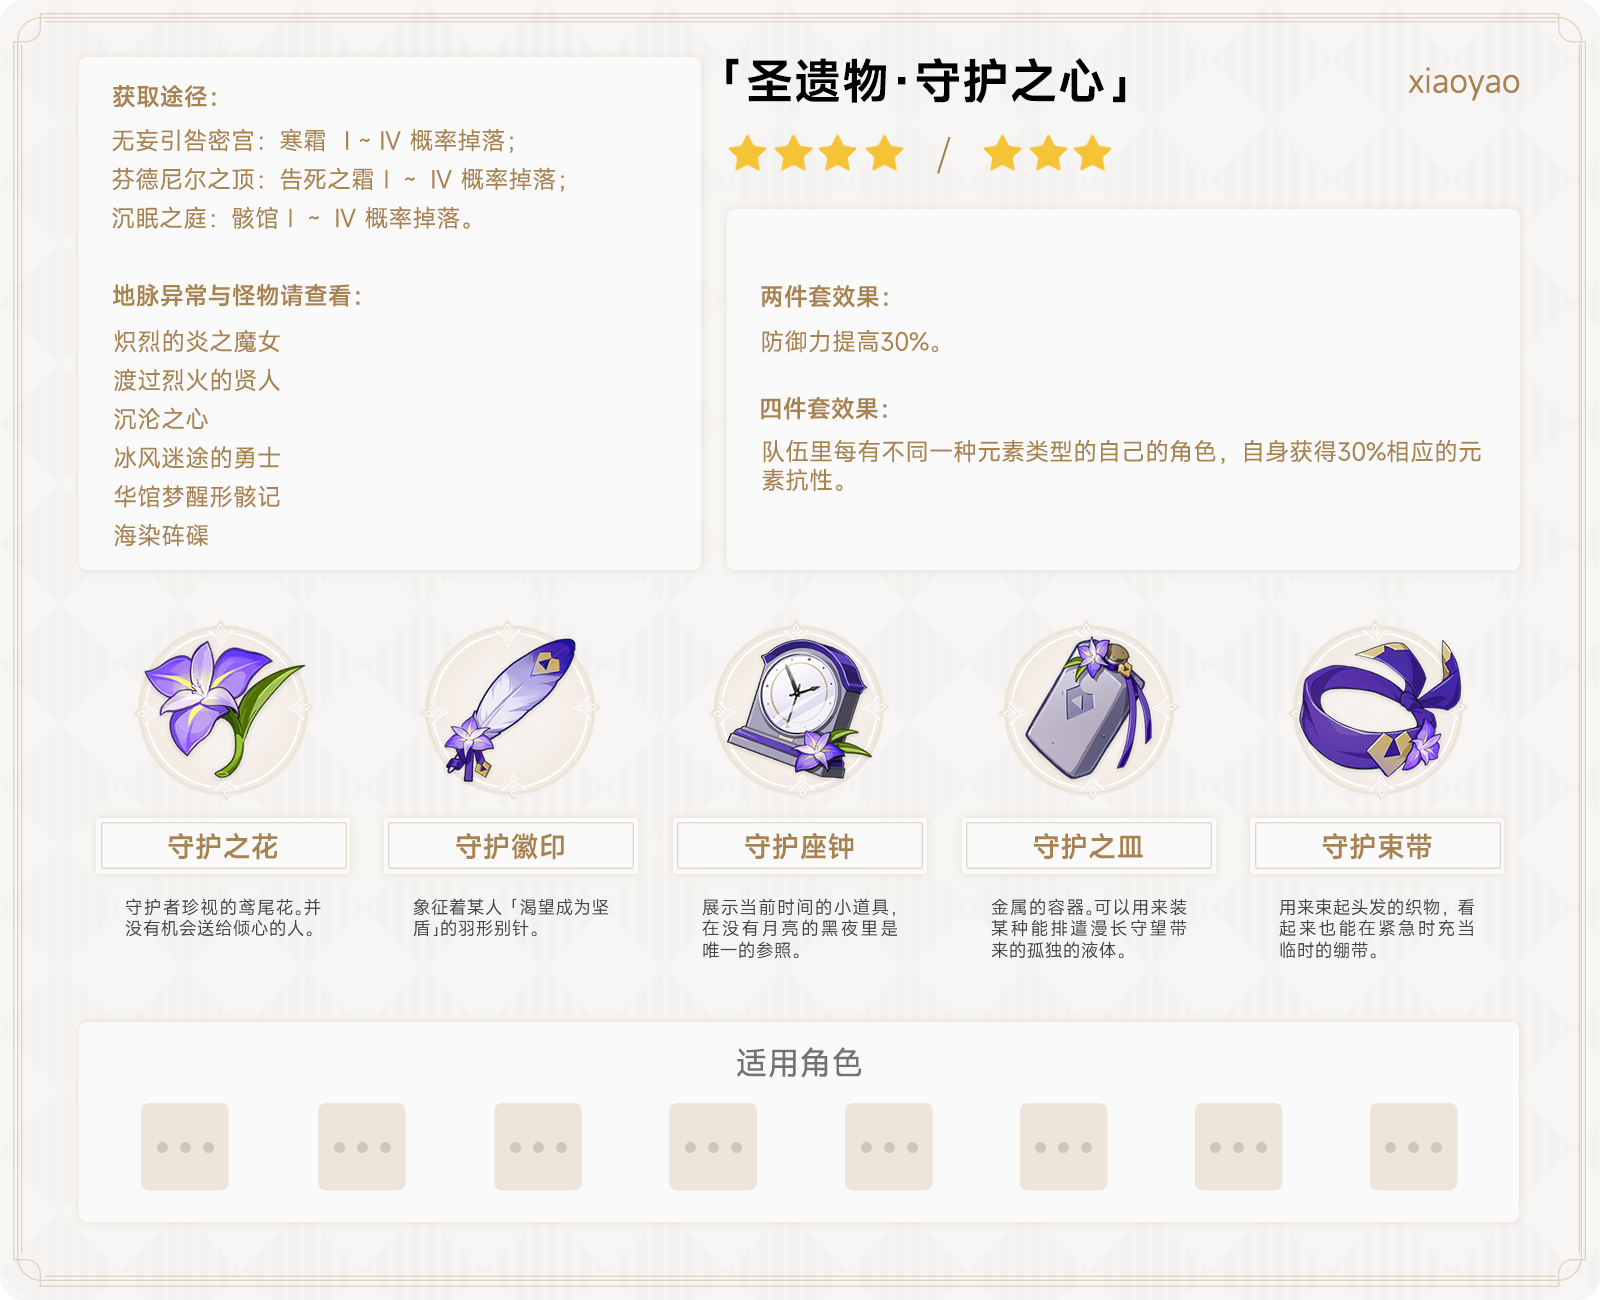 「圣遗物·守护之心」
xiaoyao
/
获取途径：
无妄引咎密宫：寒霜 Ⅰ ~ Ⅳ 概率掉落；
芬德尼尔之顶：告死之霜Ⅰ ~ Ⅳ 概率掉落；
沉眠之庭：骸馆Ⅰ ~ Ⅳ 概率掉落。
地脉异常与怪物请查看：
炽烈的炎之魔女
渡过烈火的贤人
沉沦之心
冰风迷途的勇士
华馆梦醒形骸记
海染砗磲
两件套效果：
防御力提高30%。
四件套效果：
队伍里每有不同一种元素类型的自己的角色，自身获得30%相应的元
素抗性。
守护之花
守护者珍视的鸢尾花。并
没有机会送给倾心的人。
守护徽印
象征着某人「渴望成为坚
盾」的羽形别针。
守护座钟
展示当前时间的小道具，
在没有月亮的黑夜里是
唯一的参照。
守护之皿
金属的容器。可以用来装
某种能排遣漫长守望带
来的孤独的液体。
守护束带
用来束起头发的织物，看
起来也能在紧急时充当
临时的绷带。
适用角色